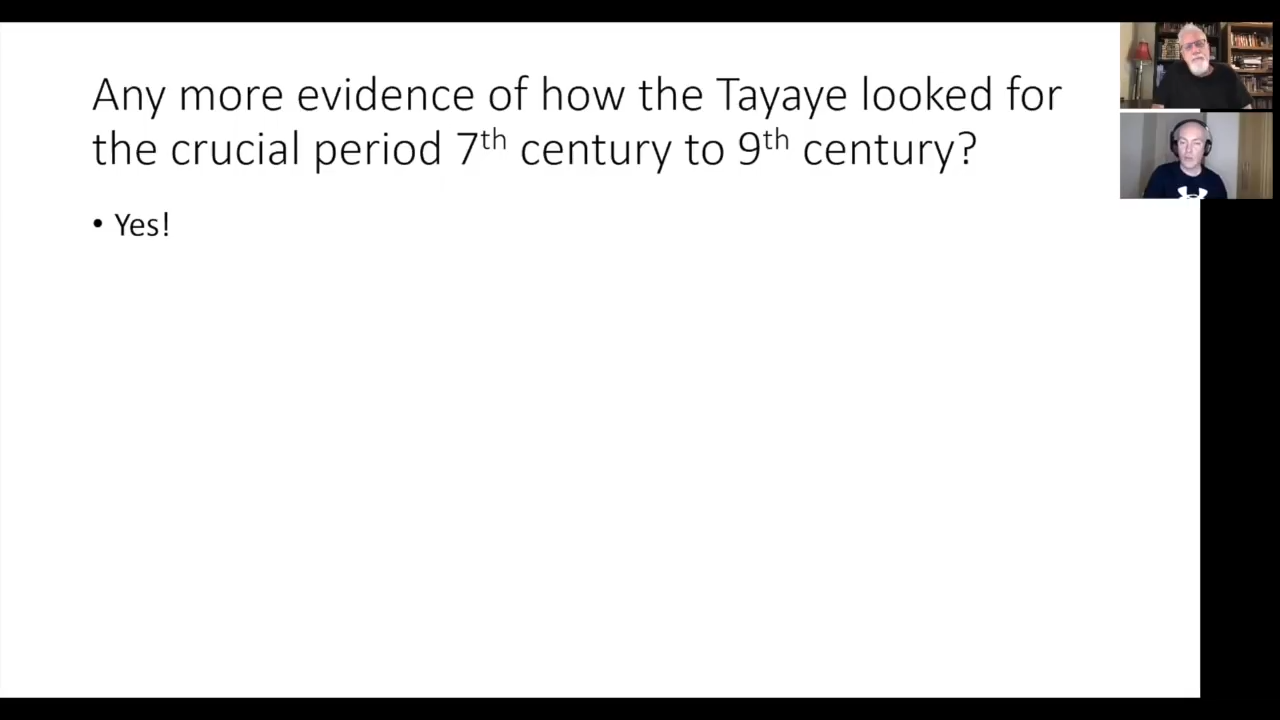 Any more evidence of how the Tayaye looked for
the crucial period 7th century to 9th century?
• Yes!